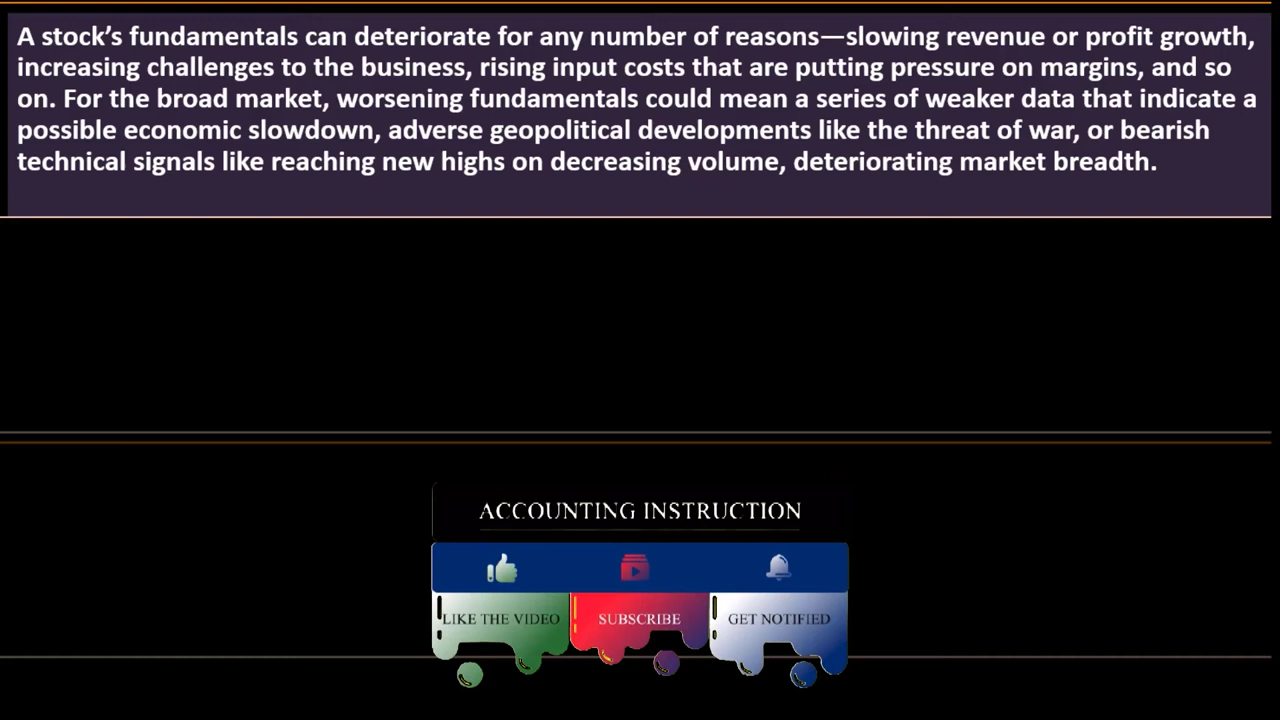 A stock’s fundamentals can deteriorate for any number of reasons—slowing revenue or profit growth,
increasing challenges to the business, rising input costs that are putting pressure on margins, and so
on. For the broad market, worsening fundamentals could mean a series of weaker data that indicate a
possible economic slowdown, adverse geopolitical developments like the threat of war, or bearish
technical signals like reaching new highs on decreasing volume, deteriorating market breadth.
ACCOUNTING INSTRUCTION
LIKE THE VIDEO
SUBSCRIBE
GET NOTIFIED